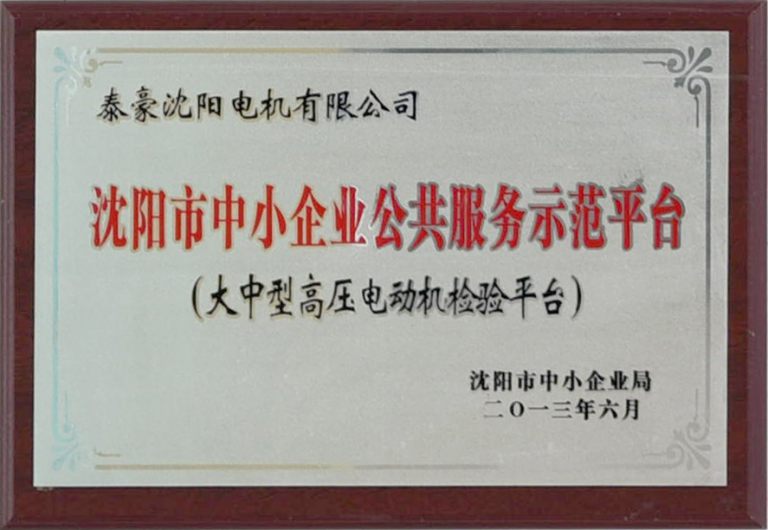 泰豪沈阳电机有限公司
沈阳市中小企业公共服务示范平台
(大中型高压电动机检验平台)
沈阳市中小企业局
二〇一三年六月